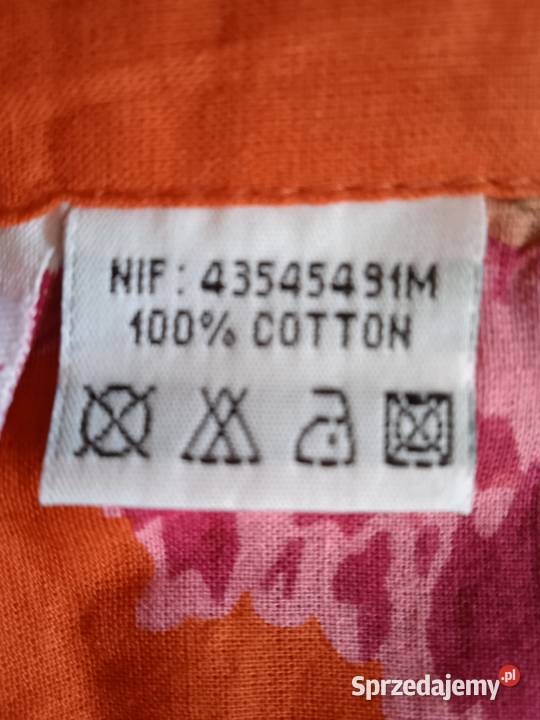 NIF: 43545491M
100% COTTON
Sprzedajemy.pl